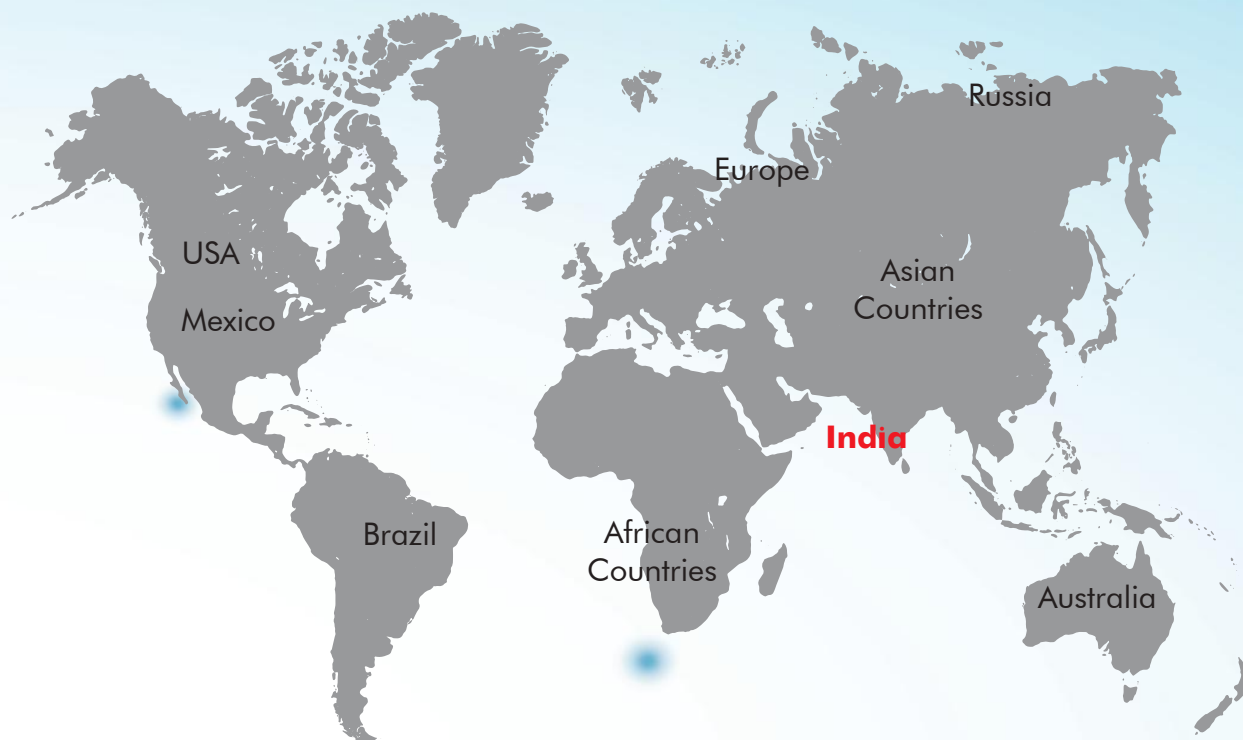 Russia
Europe
USA
Asian
Countries
Mexico
India
Brazil
African
Countries
Australia